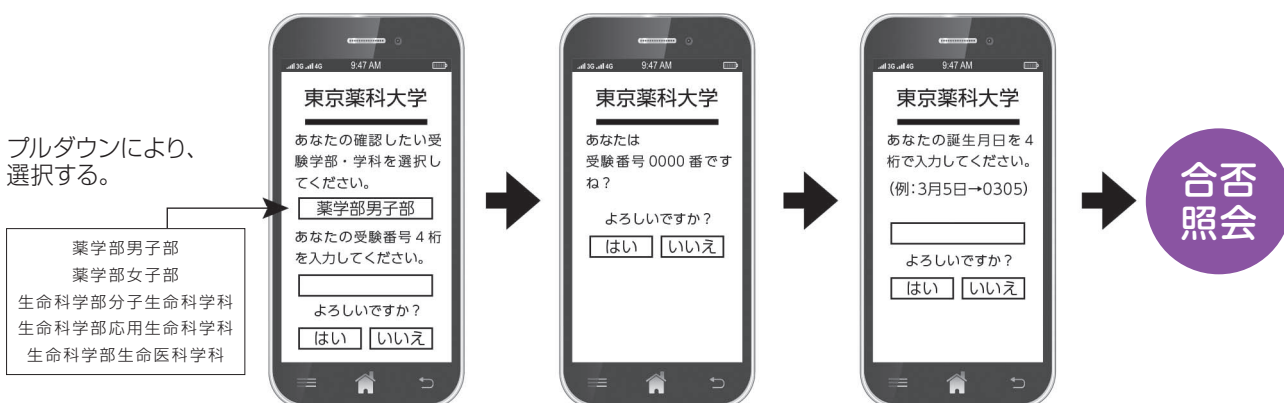 プルダウンにより、
選択する。
薬学部男子部
薬学部女子部
生命科学部分子生命科学科
生命科学部応用生命科学科
生命科学部生命医科学科
3G 4G 9:47 AM
東京薬科大学
あなたの確認したい受
験学部・学科を選択し
てください。
薬学部男子部
あなたの受験番号4桁
を入力してください。
よろしいですか？
はい いいえ
3G 4G 9:47 AM
東京薬科大学
あなたは
受験番号0000番です
ね？
よろしいですか？
はい いいえ
3G 4G 9:47 AM
東京薬科大学
あなたの誕生月日を4
桁で入力してください。
(例：3月5日→0305)
よろしいですか？
はい いいえ
合否
照会